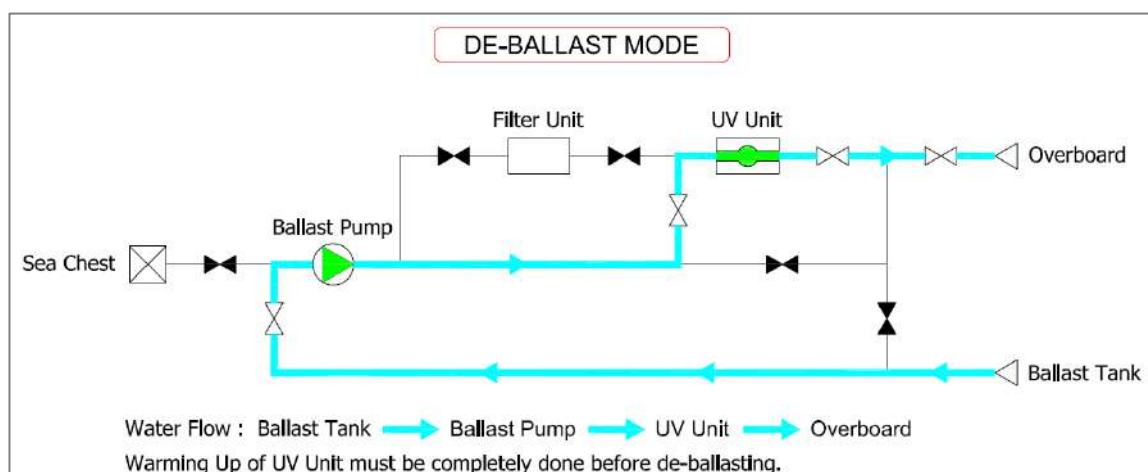 DE-BALLAST MODE
Filter Unit
UV Unit
Overboard
Ballast Pump
Sea Chest
Ballast Tank
Water Flow : Ballast Tank Ballast Pump UV Unit Overboard
Warming Up of UV Unit must be completely done before de-ballasting.